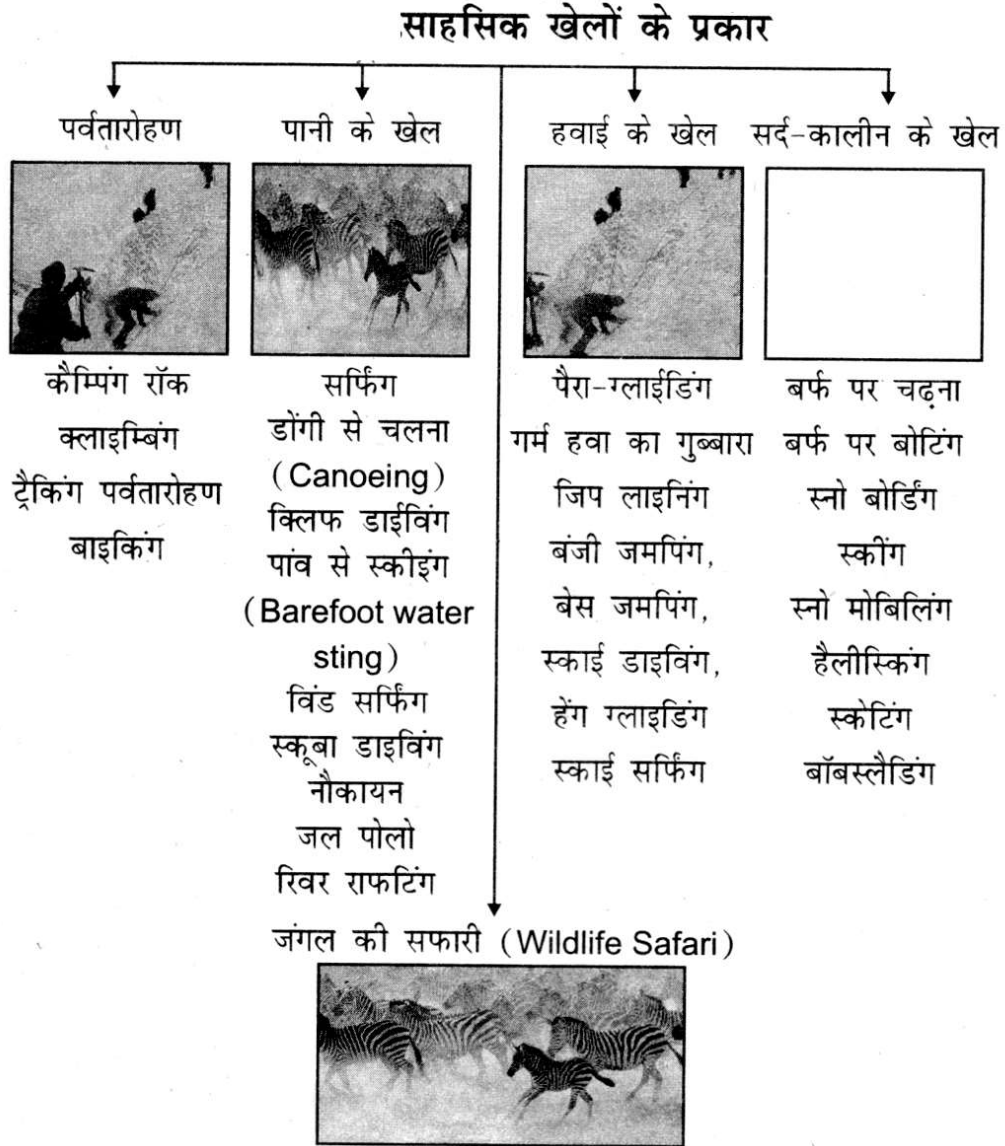 साहसिक खेलों के प्रकार
पर्वतारोहण
कैम्पिंग रॉक
क्लाइम्बिंग
ट्रैकिंग पर्वतारोहण
बाइकिंग
पानी के खेल
सर्फिंग
डोंगी से चलना
(Canoeing)
क्लिफ डाईविंग
पांव से स्कीइंग
(Barefoot water
sting)
विंड सर्फिंग
स्कूबा डाइविंग
नौकायन
जल पोलो
रिवर राफटिंग
हवाई के खेल
पैरा-ग्लाईडिंग
गर्म हवा का गुब्बारा
जिप लाइनिंग
बंजी जमपिंग,
बेस जमपिंग,
स्काई डाइविंग,
हेंग ग्लाइडिंग
स्काई सर्फिंग
सर्द-कालीन के खेल
बर्फ पर चढ़ना
बर्फ पर बोटिंग
स्नो बोर्डिंग
स्कींग
स्नो मोबिलिंग
हैलीस्किंग
स्केटिंग
बॉबस्लैडिंग
जंगल की सफारी (Wildlife Safari)